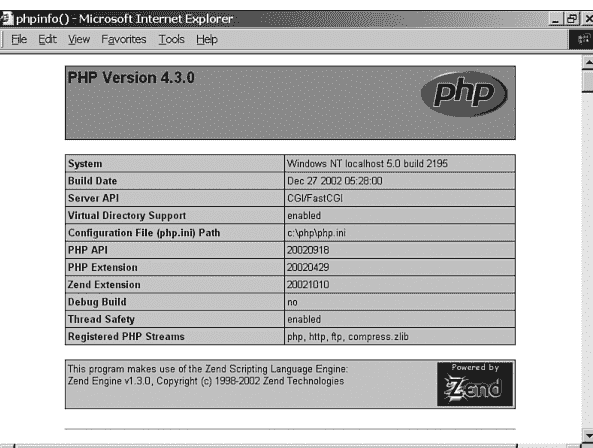 phpinfo() - Microsoft Internet Explorer
File Edit View Favorites Tools Help
PHP Version 4.3.0
php
System Windows NT localhost 5.0 build 2195
Build Date Dec 27 2002 05:28:00
Server API CGI/FastCGI
Virtual Directory Support enabled
Configuration File (php.ini) Path c:\php\php.ini
PHP API 20020918
PHP Extension 20020429
Zend Extension 20021010
Debug Build no
Thread Safety enabled
Registered PHP Streams php, http, ftp, compress.zlib
This program makes use of the Zend Scripting Language Engine:
Zend Engine v1.3.0, Copyright (c) 1998-2002 Zend Technologies
Powered by
Zend